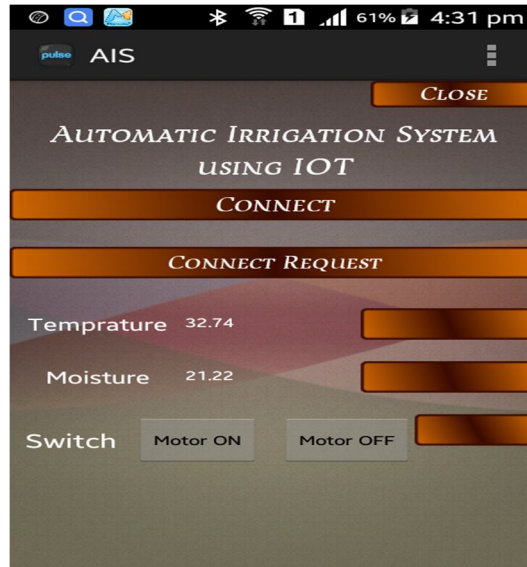 1 61% 4:31 pm
pulse AIS
CLOSE
AUTOMATIC IRRIGATION SYSTEM
USING IOT
CONNECT
CONNECT REQUEST
Temprature 32.74
Moisture 21.22
Switch Motor ON Motor OFF